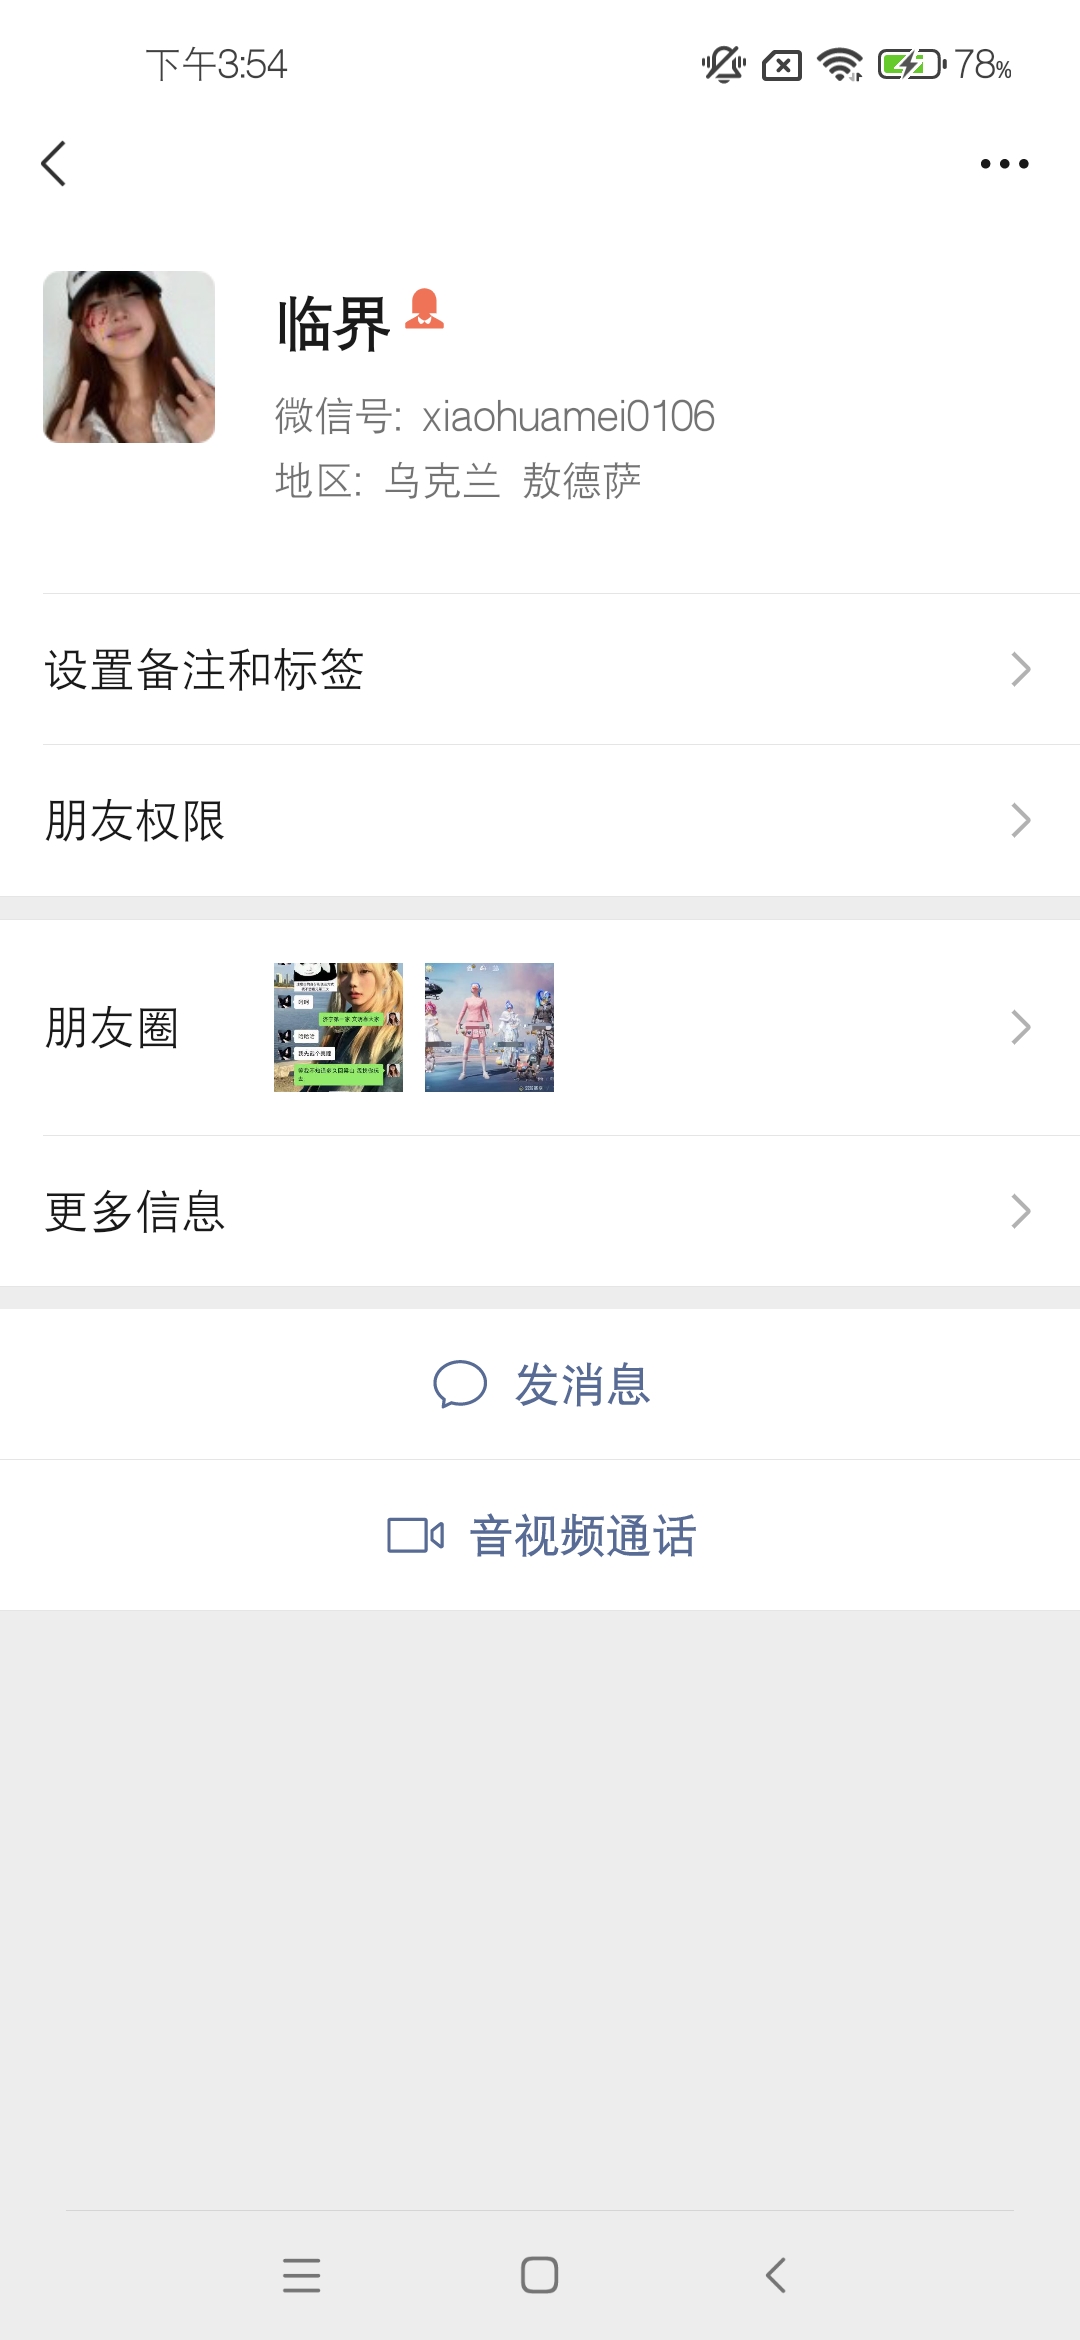 下午3:54
78%
临界
微信号: xiaohuamei0106
地区: 乌克兰 敖德萨
设置备注和标签
朋友权限
朋友圈
更多信息
发消息
音视频通话